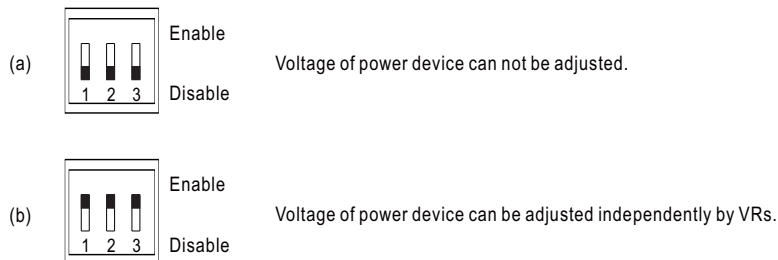 Enable
(a) Voltage of power device can not be adjusted.
1 2 3 Disable
Enable
(b) Voltage of power device can be adjusted independently by VRs.
1 2 3 Disable